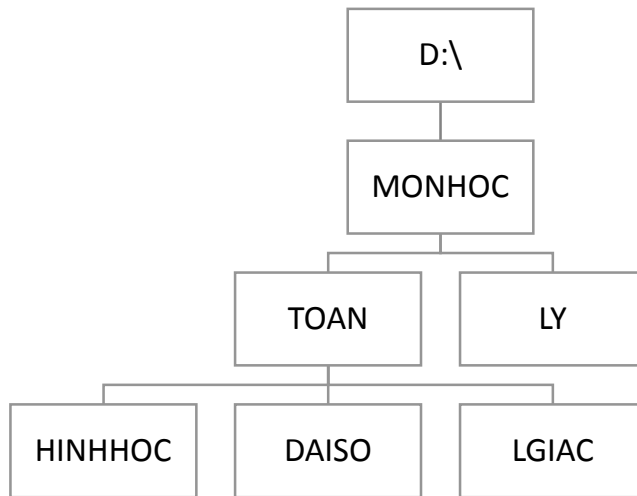 D:\
MONHOC
TOAN
LY
HINHHOC
DAISO
LGIAC